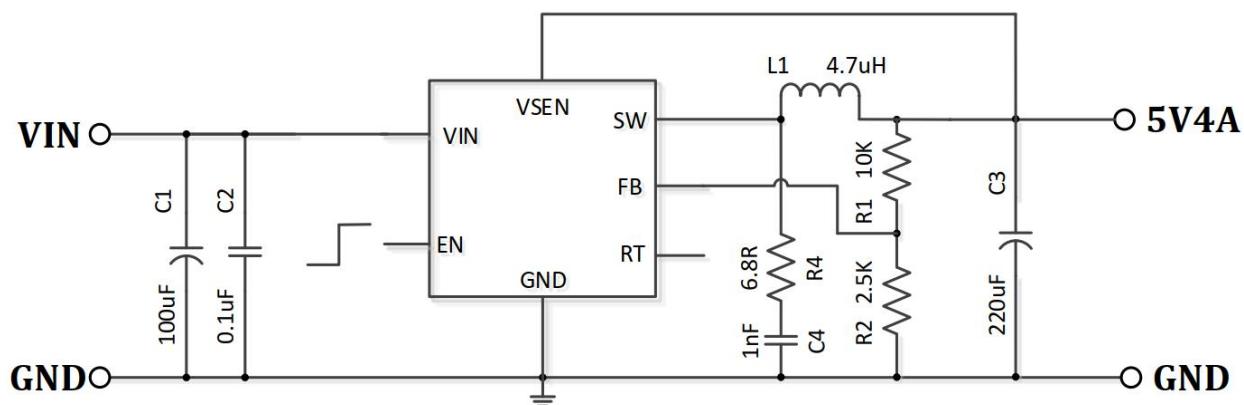 L1 4.7uH
VSEN
VIN
VIN
SW
5V4A
C1
C2
10K
R1
C3
FB
EN
RT
GND
6.8R
R4
2.5K
R2
100uF
0.1uF
1nF
C4
220uF
GND
GND